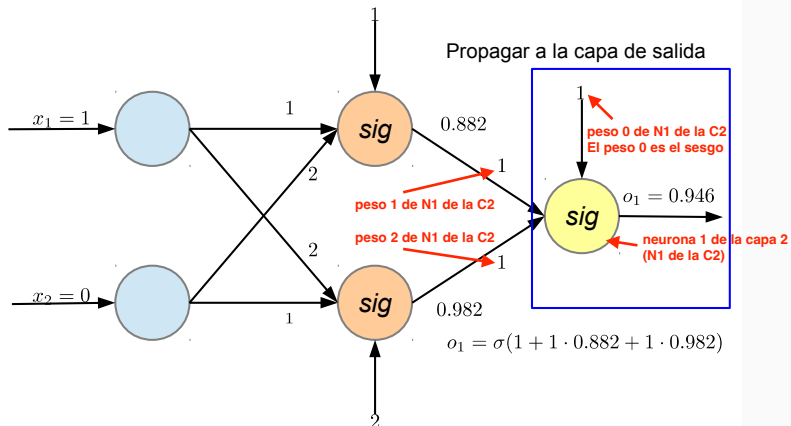 1
Propagar a la capa de salida
x₁ = 1
1
sig
0.882
1
peso 0 de N1 de la C2
El peso 0 es el sesgo
2
1
peso 1 de N1 de la C2
o₁ = 0.946
sig
peso 2 de N1 de la C2
neurona 1 de la capa 2
(N1 de la C2)
2
1
x₂ = 0
1
sig
0.982
o₁ = σ(1 + 1 · 0.882 + 1 · 0.982)
2